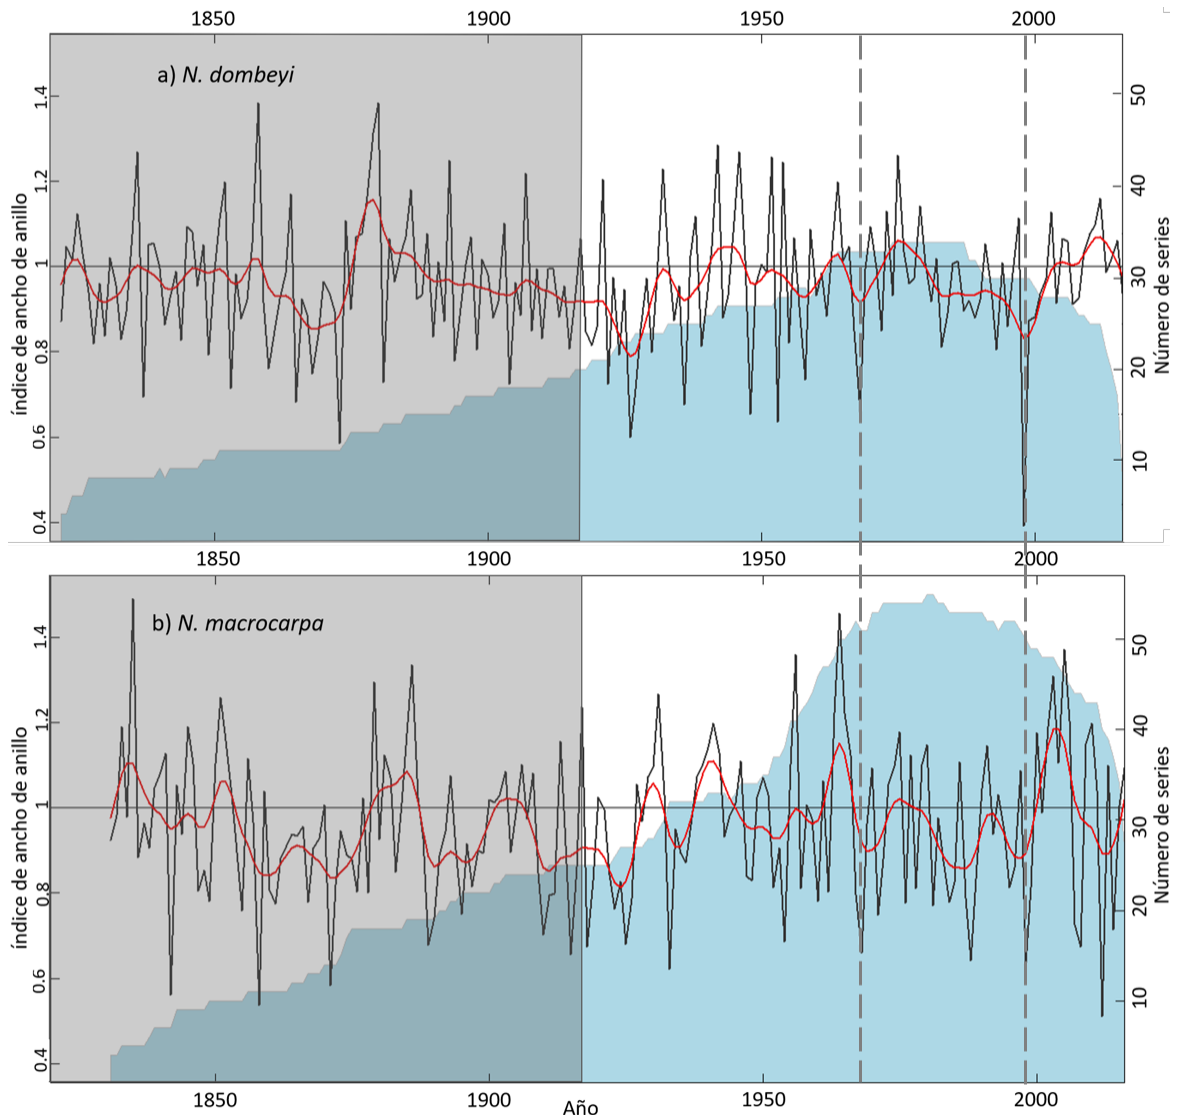 1850 1900 1950 2000
a) N. dombeyi
índice de ancho de anillo
0.4 0.6 0.8 1 1.2 1.4
Número de series
10 20 30 40 50
1850 1900 1950 2000
b) N. macrocarpa
índice de ancho de anillo
0.4 0.6 0.8 1 1.2 1.4
Número de series
10 20 30 40 50
1850 1900 1950 2000
Año